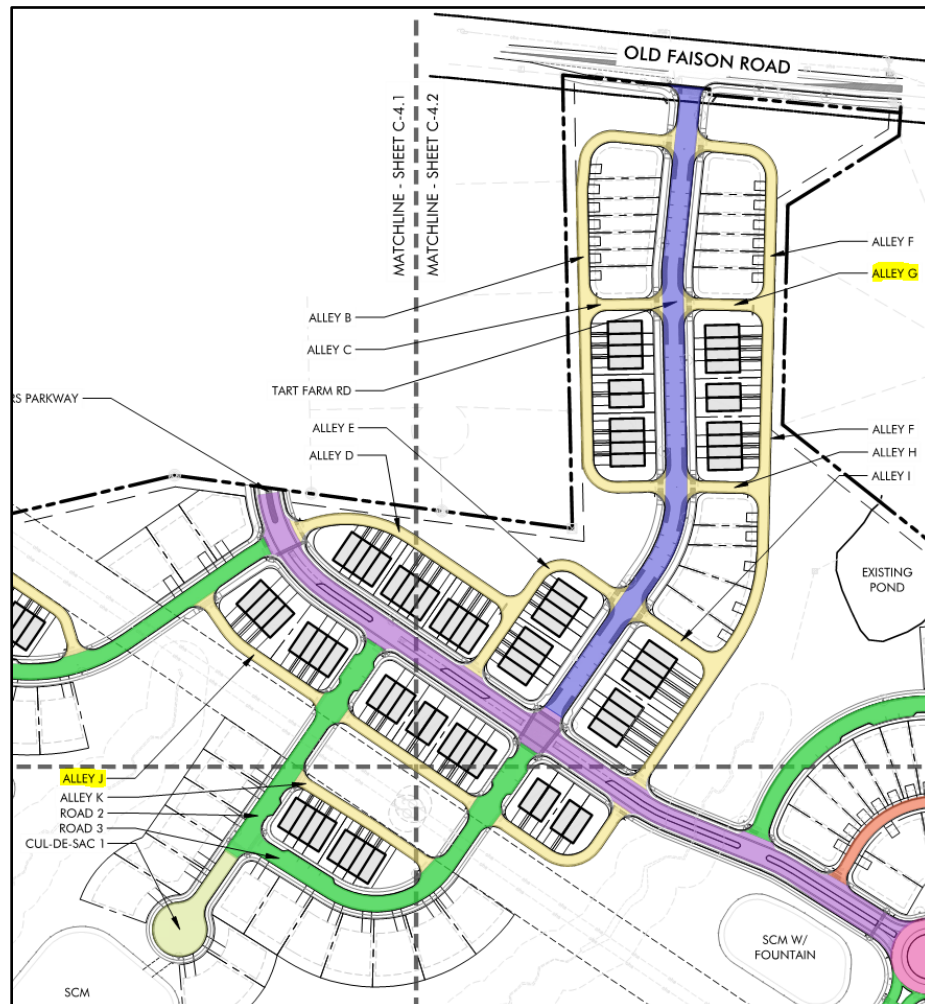 OLD FAISON ROAD
MATCHLINE - SHEET C-4.1
MATCHLINE - SHEET C-4.2
ALLEY F
ALLEY G
ALLEY B
ALLEY C
TART FARM RD
RS PARKWAY
ALLEY E
ALLEY D
ALLEY F
ALLEY H
ALLEY I
EXISTING
POND
ALLEY J
ALLEY K
ROAD 2
ROAD 3
CUL-DE-SAC 1
SCM W/
FOUNTAIN
SCM